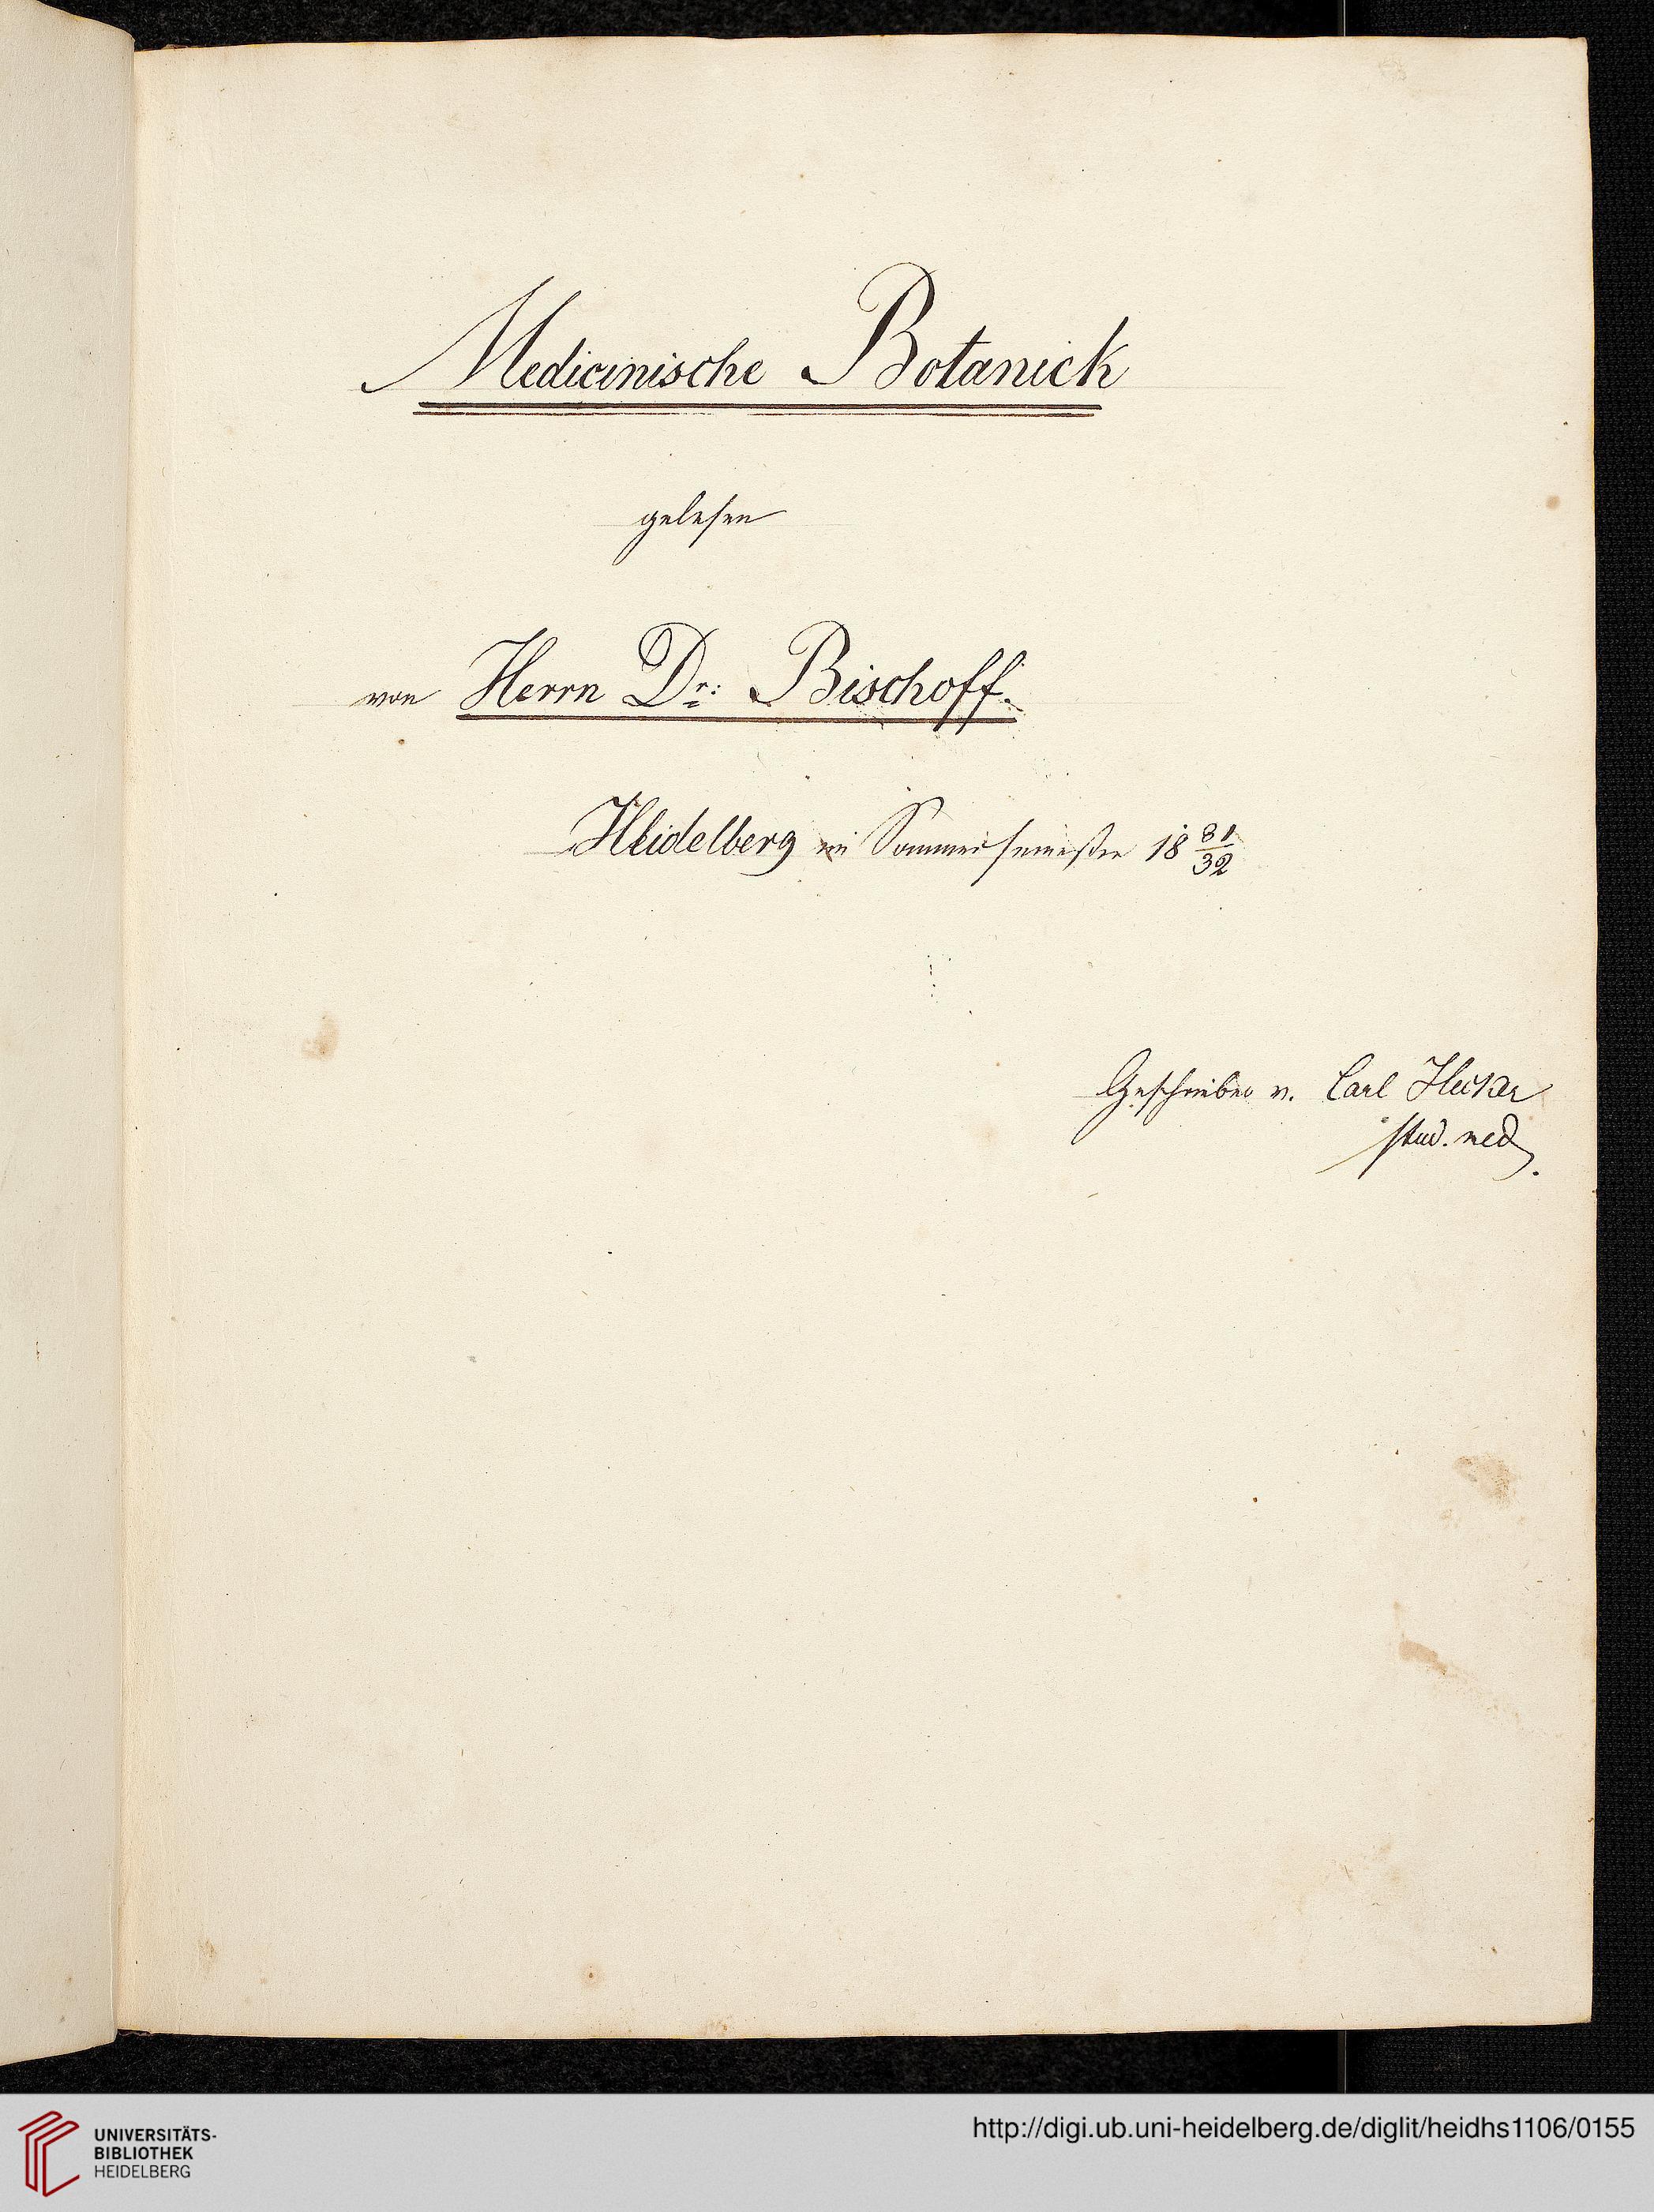 Medicinische Botanick
gelesen
von Herrn Dr: Bischoff.
Heidelberg im Sommersemester 18 31/32
Geschrieben v. Carl
stud. med.
UNIVERSITÄTS-
BIBLIOTHEK
HEIDELBERG
http://digi.ub.uni-heidelberg.de/diglit/heidhs1106/0155